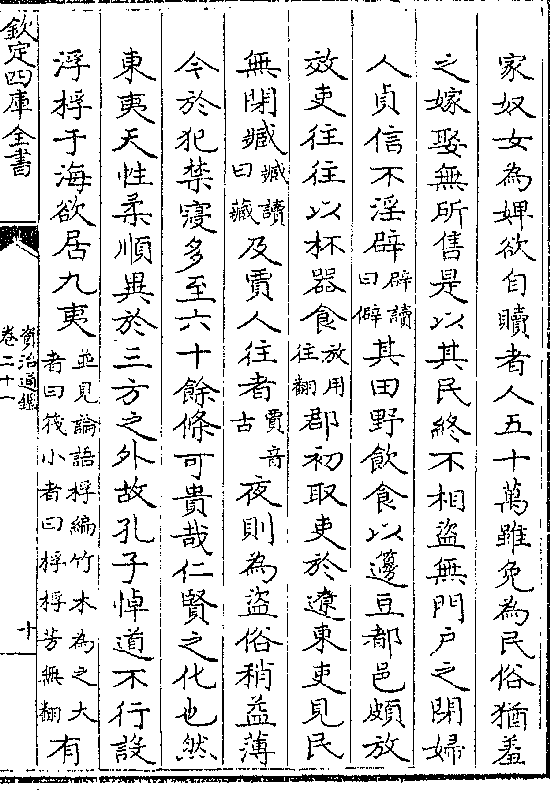 家奴女為婢欲自贖者人五十萬雖免為民俗猶羞
之嫁娶無所售是以其民終不相盜無門戶之閉婦
人貞信不淫辟辟讀曰僻其田野飲食以籩豆都邑頗放
效吏往往以杯器食放用往翻郡初取吏於遼東吏見民
無閉臧臧讀曰藏及賈人往者賈音古夜則為盜俗稍益薄
今於犯禁寖多至六十餘條可貴哉仁賢之化也然
東夷天性柔順異於三方之外故孔子悼道不行設
浮桴于海欲居九夷並見論語桴編竹木為之大者曰筏小者曰桴桴芳無翻有
欽定四庫全書
資治通鑑
卷二十一
十